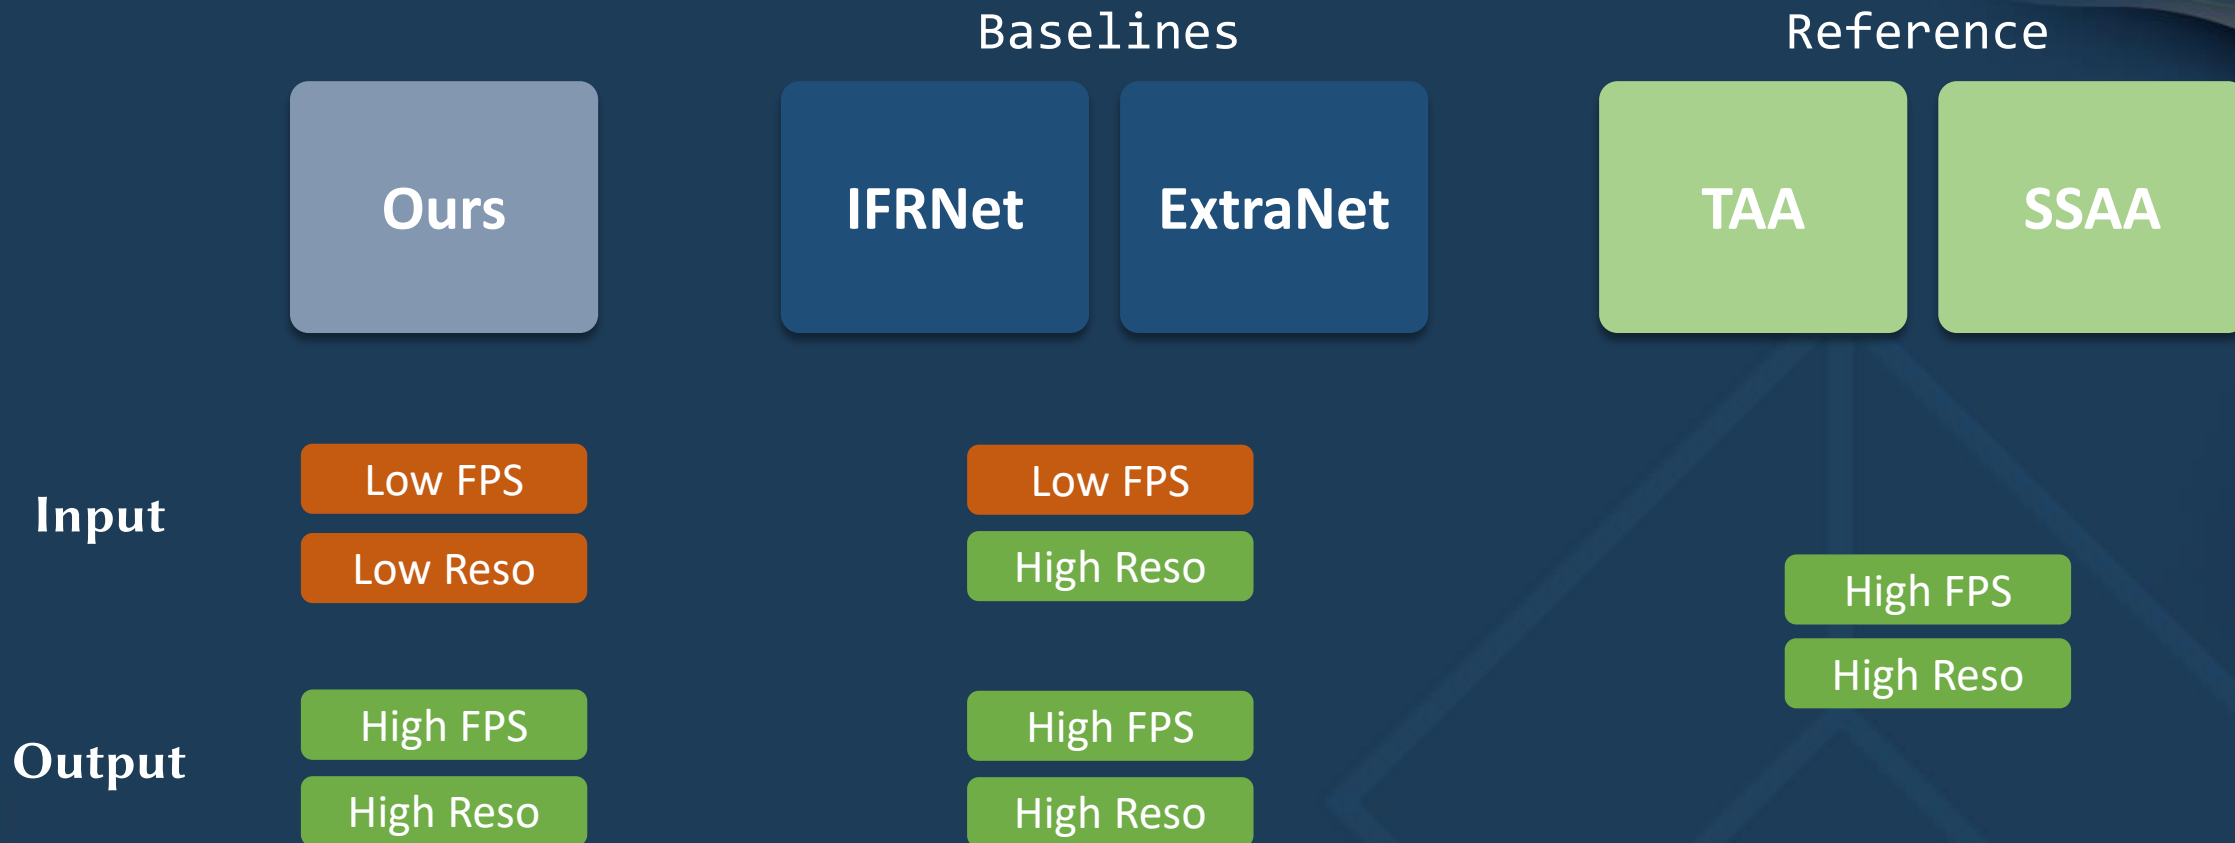 Baselines
Reference
Ours
IFRNet
ExtraNet
TAA
SSAA
Input
Low FPS
Low Reso
Low FPS
High Reso
High FPS
High Reso
Output
High FPS
High Reso
High FPS
High Reso